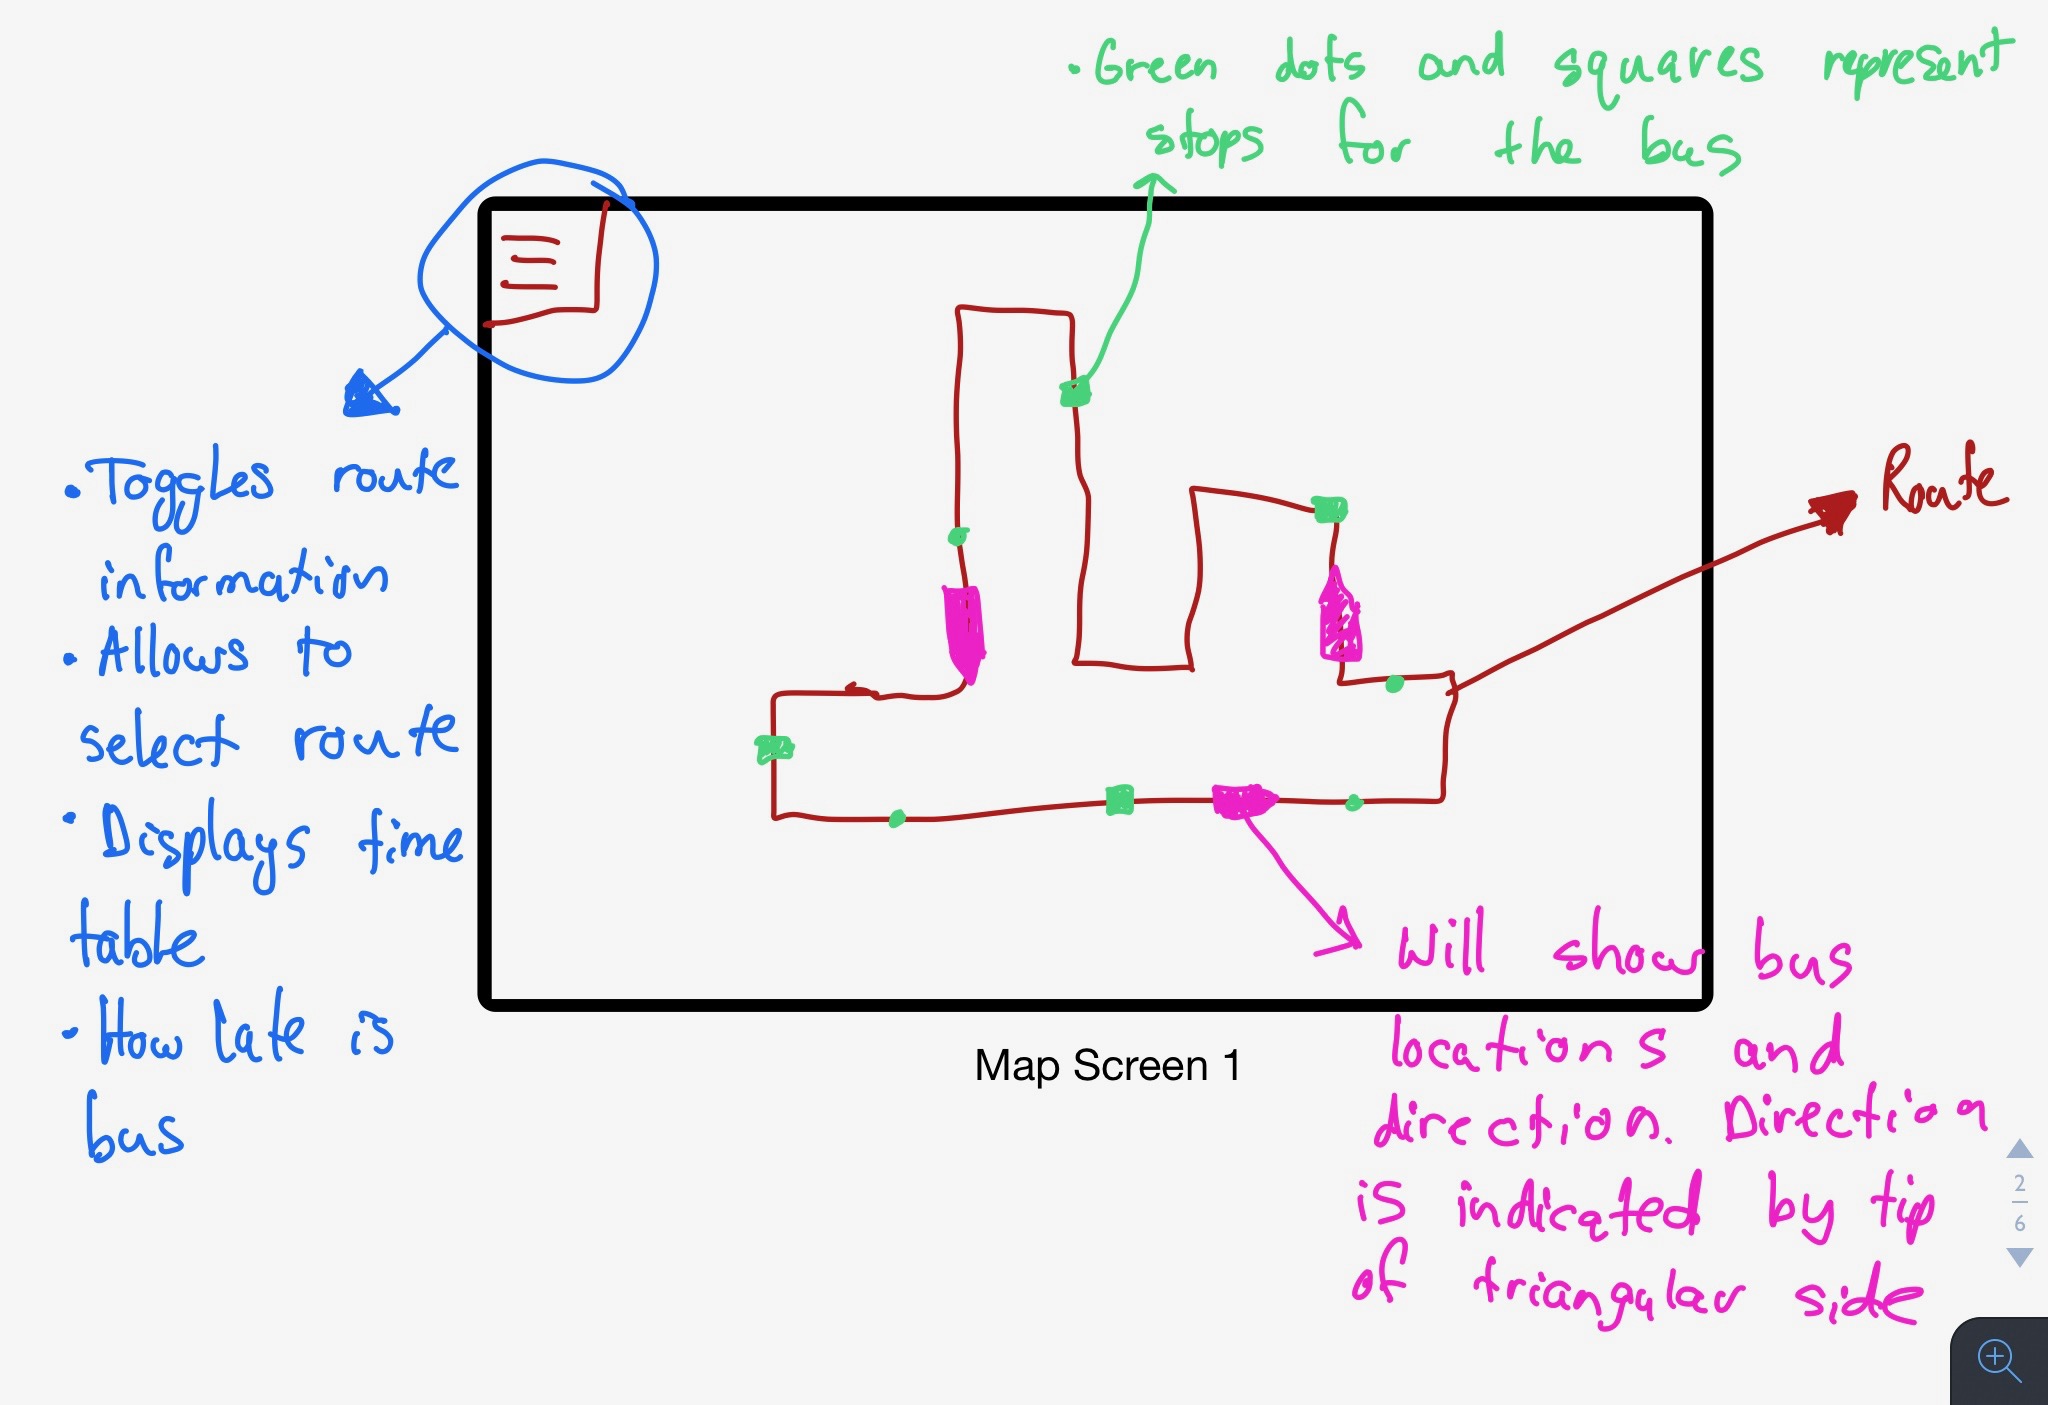 · Green dots and squares represent
stops for the bus
Route
· Toggles route
information
· Allows to
select route
· Displays time
table
· How late is
bus
Will show bus
locations and
direction. Direction
is indicated by tip
of triangular side
Map Screen 1
2
6